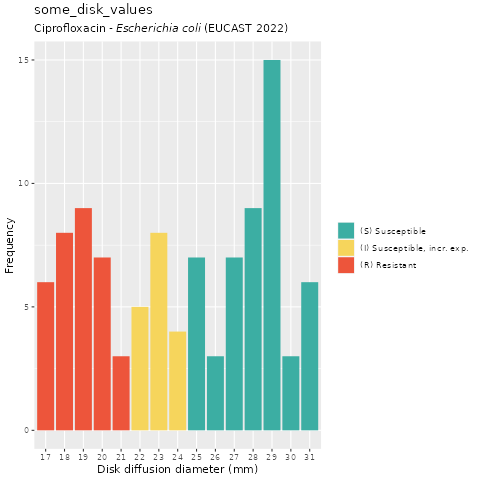 some_disk_values
Ciprofloxacin - Escherichia coli (EUCAST 2022)
15
10
5
0
Frequency
17 18 19 20 21 22 23 24 25 26 27 28 29 30 31
Disk diffusion diameter (mm)
(S) Susceptible
(I) Susceptible, incr. exp.
(R) Resistant